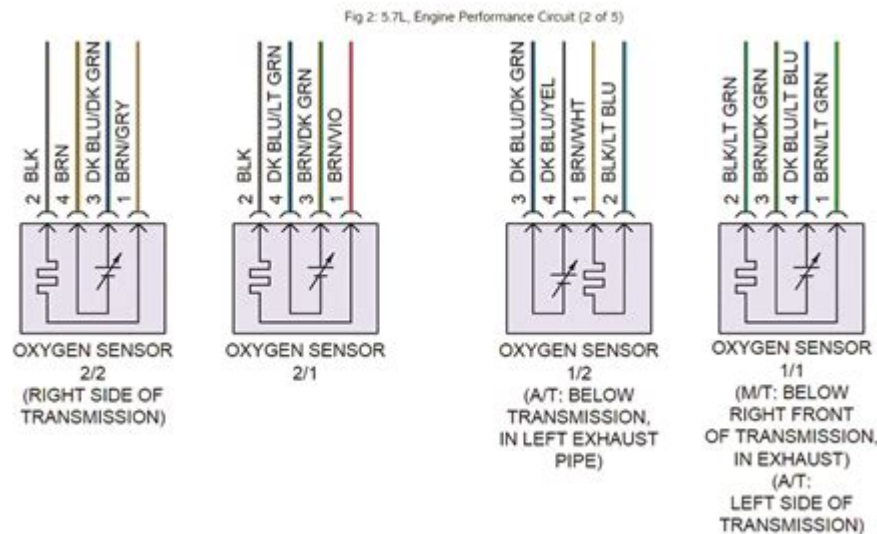 Fig 2: 5.7L, Engine Performance Circuit (2 of 5)
2 BLK
4 BRN
3 DK BLU/DK GRN
1 BRN/GRY
2 BLK
4 DK BLU/LT GRN
3 BRN/DK GRN
1 BRN/VIO
3 DK BLU/DK GRN
4 DK BLU/YEL
1 BRN/WHT
2 BLK/LT BLU
2 BLK/LT GRN
3 BRN/DK GRN
4 DK BLU/LT BLU
1 BRN/LT GRN
OXYGEN SENSOR
2/2
(RIGHT SIDE OF
TRANSMISSION)
OXYGEN SENSOR
2/1
OXYGEN SENSOR
1/2
(A/T: BELOW
TRANSMISSION,
IN LEFT EXHAUST
PIPE)
OXYGEN SENSOR
1/1
(M/T: BELOW
RIGHT FRONT
OF TRANSMISSION,
IN EXHAUST)
(A/T:
LEFT SIDE OF
TRANSMISSION)